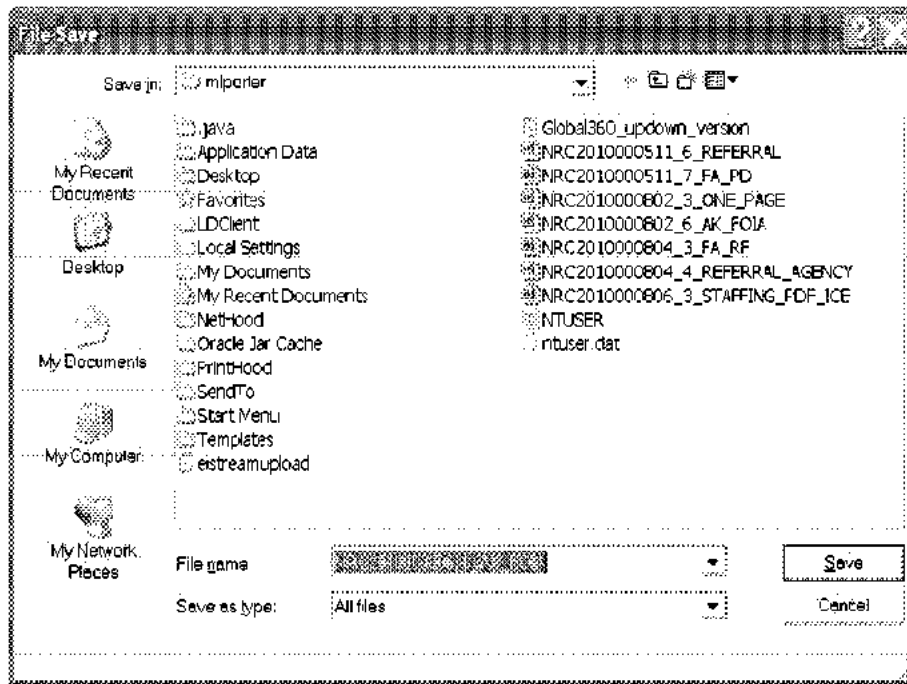 File Save
Save in:
mlporter
My Recent Documents
Desktop
My Documents
My Computer
My Network Places
.java
Application Data
Desktop
Favorites
LDClient
Local Settings
My Documents
My Recent Documents
NetHood
Oracle Jar Cache
PrintHood
SendTo
Start Menu
Templates
eistreamupload
Global360_updown_version
NRC2010000511_6_REFERRAL
NRC2010000511_7_FA_PD
NRC2010000802_3_ONE_PAGE
NRC2010000802_6_AK_FOIA
NRC2010000804_3_FA_RF
NRC2010000804_4_REFERRAL_AGENCY
NRC2010000806_3_STAFFING_PDF_ICE
NTUSER
ntuser.dat
File name
Save
Save as type:
All files
Cancel